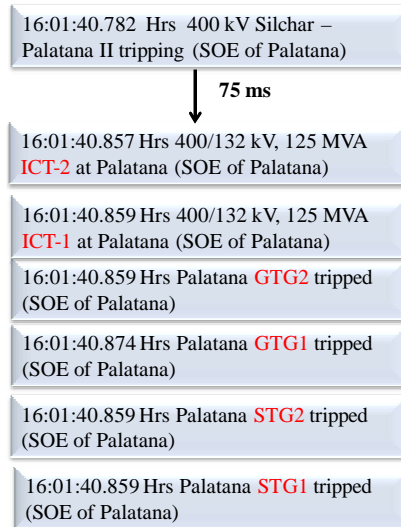 16:01:40.782 Hrs 400 kV Silchar –
Palatana II tripping (SOE of Palatana)
75 ms
16:01:40.857 Hrs 400/132 kV, 125 MVA
ICT-2 at Palatana (SOE of Palatana)
16:01:40.859 Hrs 400/132 kV, 125 MVA
ICT-1 at Palatana (SOE of Palatana)
16:01:40.859 Hrs Palatana GTG2 tripped
(SOE of Palatana)
16:01:40.874 Hrs Palatana GTG1 tripped
(SOE of Palatana)
16:01:40.859 Hrs Palatana STG2 tripped
(SOE of Palatana)
16:01:40.859 Hrs Palatana STG1 tripped
(SOE of Palatana)